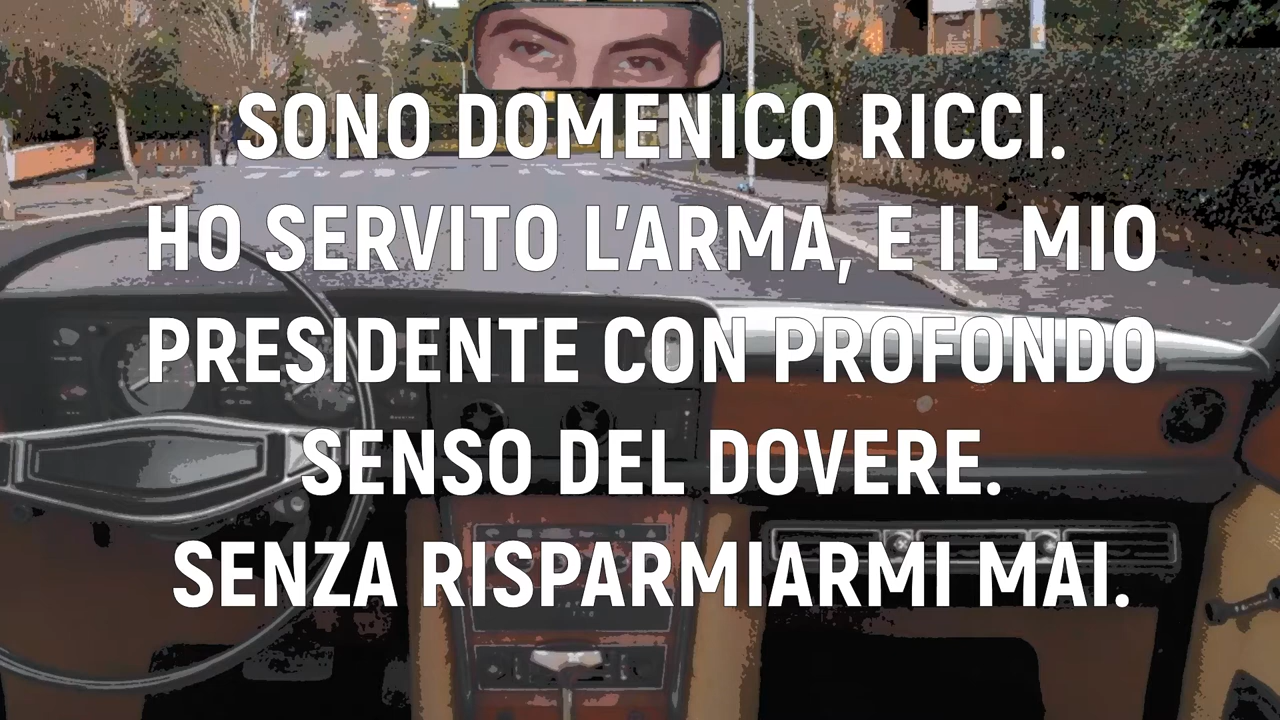 SONO DOMENICO RICCI.
HO SERVITO L'ARMA, E IL MIO
PRESIDENTE CON PROFONDO
SENSO DEL DOVERE.
SENZA RISPARMIARMI MAI.